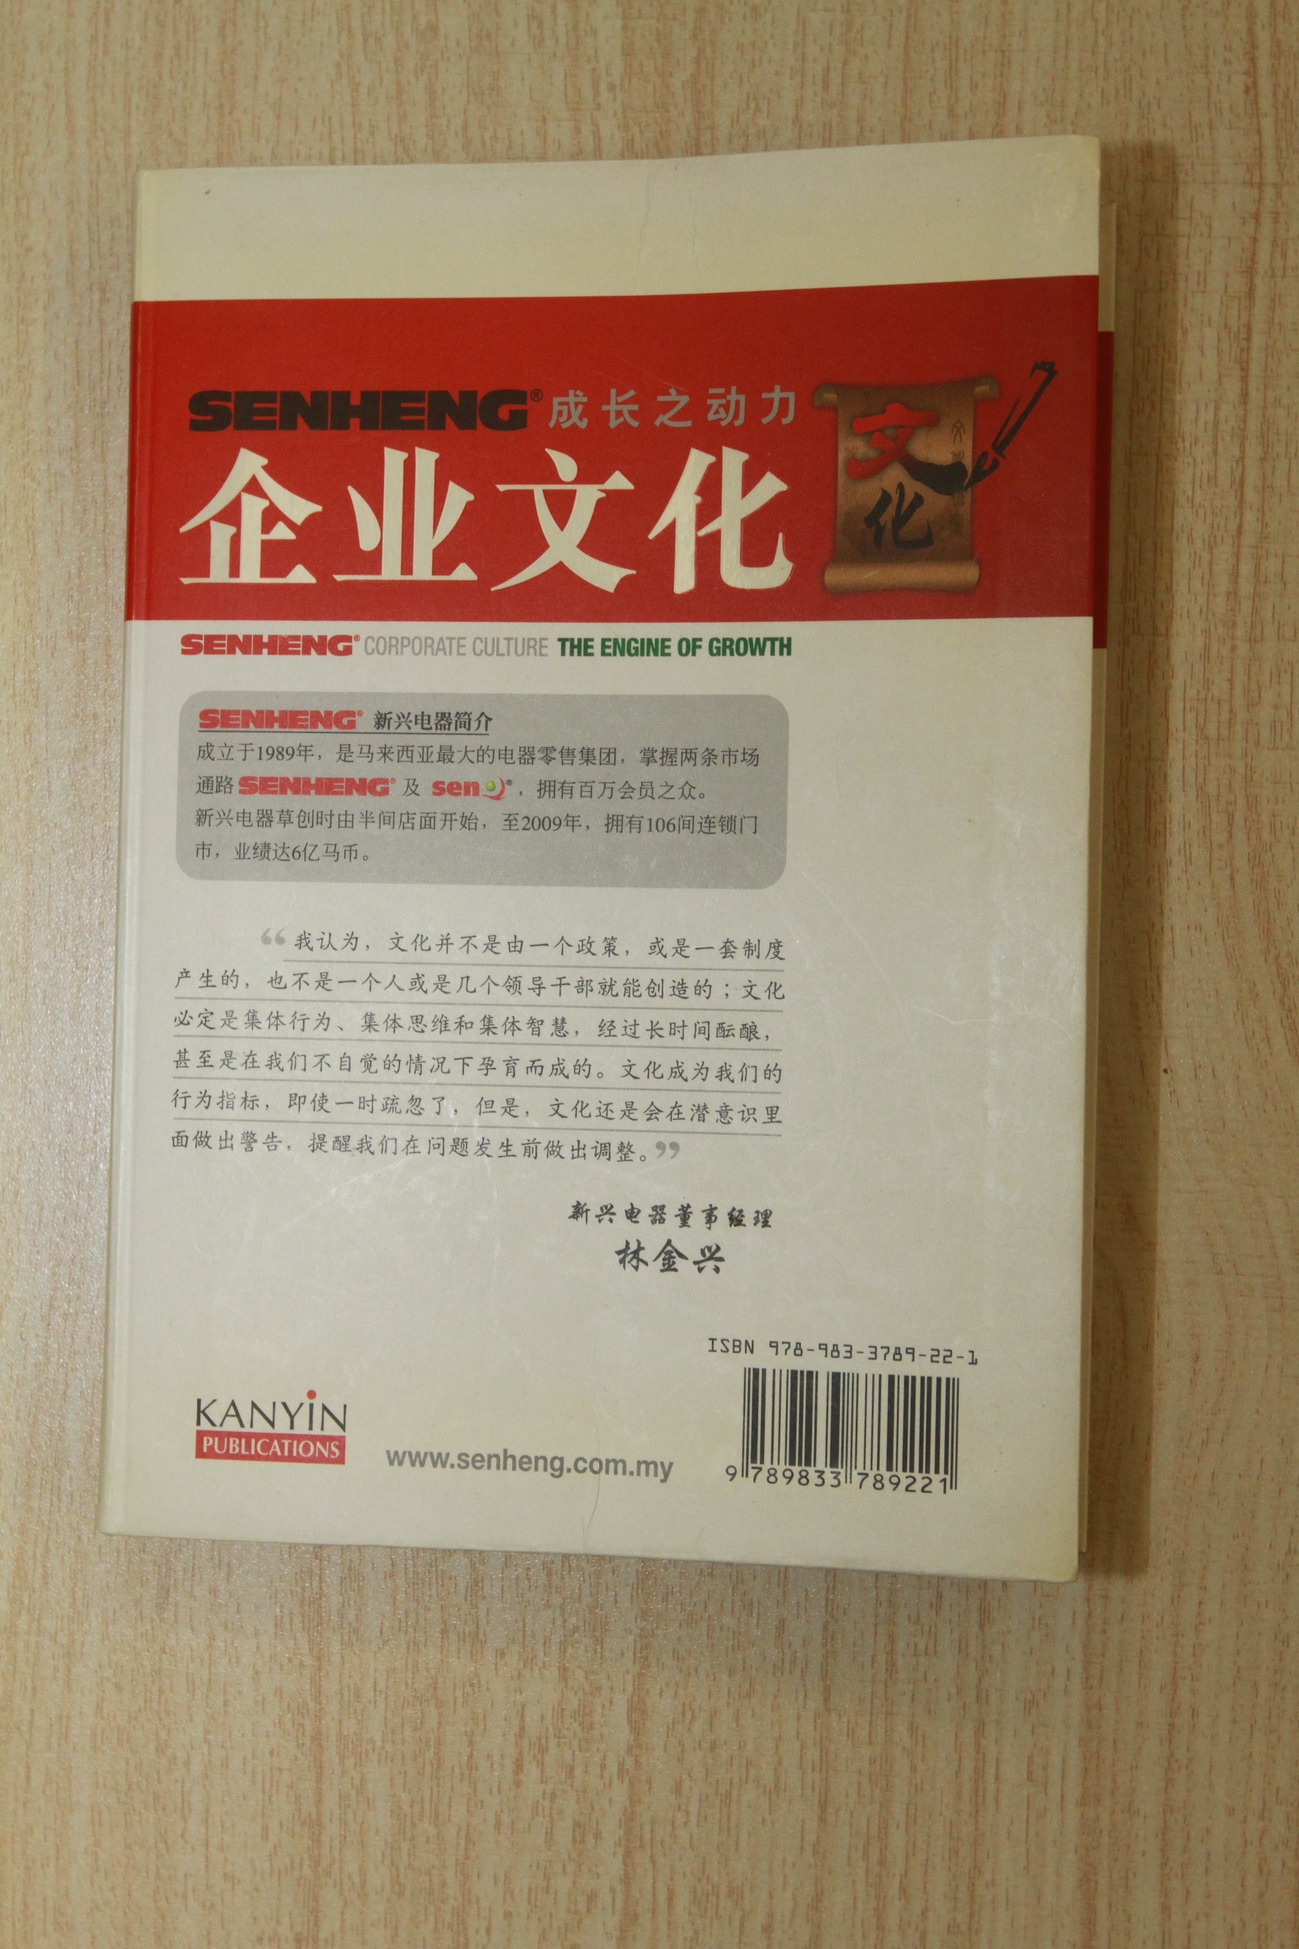 SENHENG® 成长之动力
企业文化
文
化
SENHENG® CORPORATE CULTURE THE ENGINE OF GROWTH
SENHENG® 新兴电器简介
成立于1989年，是马来西亚最大的电器零售集团，掌握两条市场
通路 SENHENG® 及 senQ®，拥有百万会员之众。
新兴电器草创时由半间店面开始，至2009年，拥有106间连锁门
市，业绩达6亿马币。
“我认为，文化并不是由一个政策，或是一套制度
产生的，也不是一个人或是几个领导干部就能创造的；文化
必定是集体行为、集体思维和集体智慧，经过长时间酝酿，
甚至是在我们不自觉的情况下孕育而成的。文化成为我们的
行为指标，即使一时疏忽了，但是，文化还是会在潜意识里
面做出警告，提醒我们在问题发生前做出调整。”
新兴电器董事经理
林金兴
ISBN 978-983-3789-22-1
KANYIN
PUBLICATIONS
www.senheng.com.my
9 789833 789221